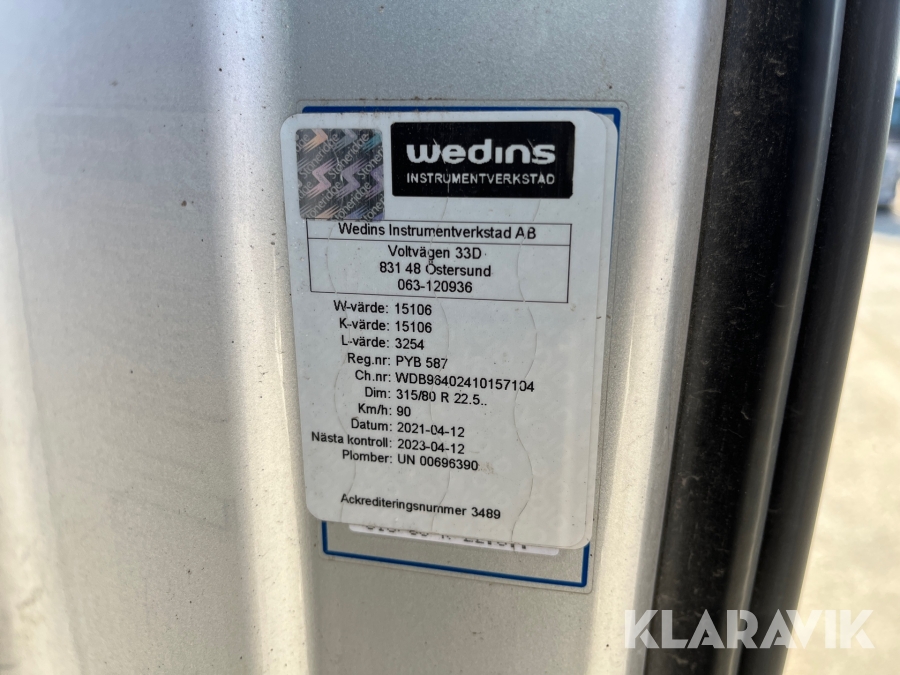 Stoneridge
wedins
INSTRUMENTVERKSTAD
Wedins Instrumentverkstad AB
Voltvägen 33D
831 48 Östersund
063-120936
W-värde: 15106
K-värde: 15106
L-värde: 3254
Reg.nr: PYB 587
Ch.nr: WDB96402410157104
Dim: 315/80 R 22.5..
Km/h: 90
Datum: 2021-04-12
Nästa kontroll: 2023-04-12
Plomber: UN 00696390
Ackrediteringsnummer 3489
KLARAVIK